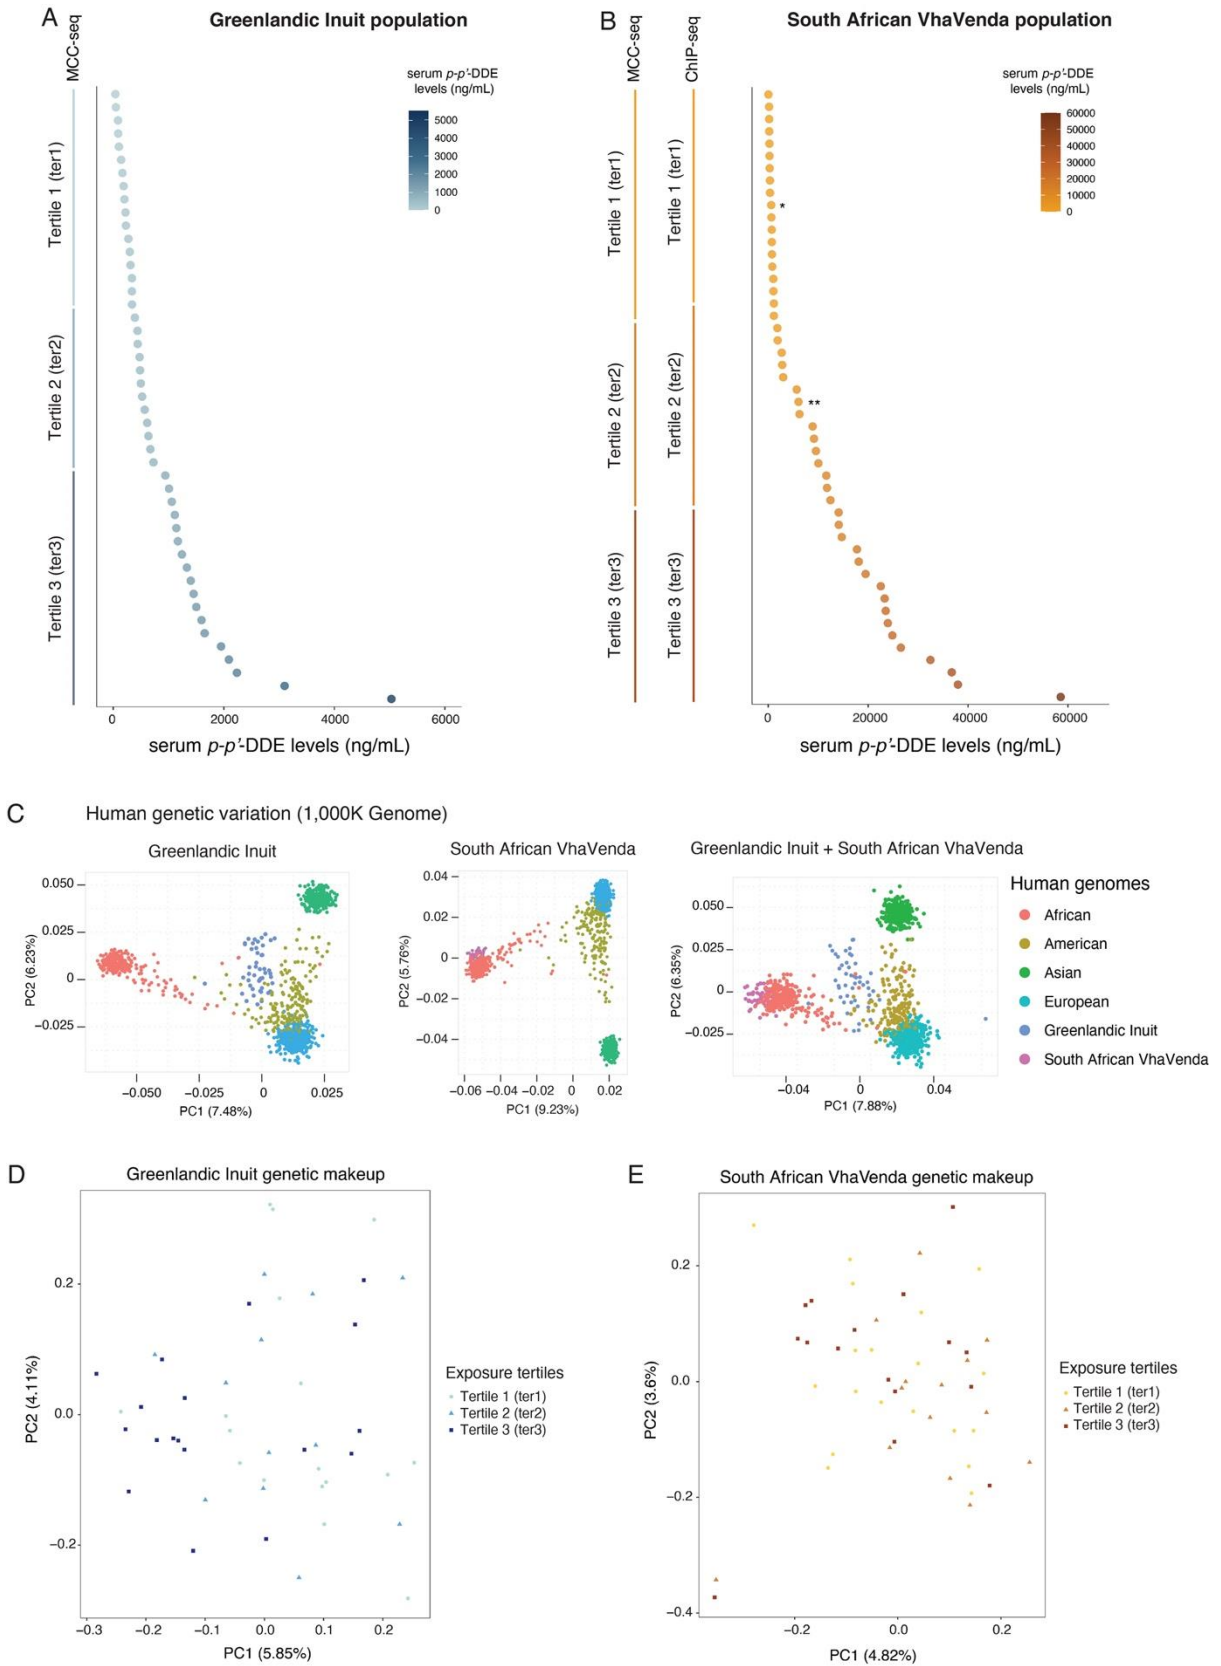 A
Greenlandic Inuit population
MCC-seq
serum p-p'-DDE
levels (ng/mL)
5000
4000
3000
2000
1000
0
Tertile 1 (ter1)
Tertile 2 (ter2)
Tertile 3 (ter3)
0
2000
4000
6000
serum p-p'-DDE levels (ng/mL)
B
South African VhaVenda population
MCC-seq
ChIP-seq
serum p-p'-DDE
levels (ng/mL)
60000
50000
40000
30000
20000
10000
0
Tertile 1 (ter1)
Tertile 1 (ter1)
*
Tertile 2 (ter2)
Tertile 2 (ter2)
**
Tertile 3 (ter3)
Tertile 3 (ter3)
0
20000
40000
60000
serum p-p'-DDE levels (ng/mL)
C
Human genetic variation (1,000K Genome)
Greenlandic Inuit
0.050
0.025
0
−0.025
PC2 (6.23%)
−0.050
−0.025
0
0.025
PC1 (7.48%)
South African VhaVenda
0.04
0.02
0
−0.02
−0.04
PC2 (5.76%)
−0.06
−0.04
−0.02
0
0.02
PC1 (9.23%)
Greenlandic Inuit + South African VhaVenda
0.050
0.025
0
−0.025
PC2 (6.35%)
−0.04
0
0.04
PC1 (7.88%)
Human genomes
African
American
Asian
European
Greenlandic Inuit
South African VhaVenda
D
Greenlandic Inuit genetic makeup
0.2
0.0
−0.2
PC2 (4.11%)
−0.3
−0.2
−0.1
0.0
0.1
0.2
PC1 (5.85%)
Exposure tertiles
Tertile 1 (ter1)
Tertile 2 (ter2)
Tertile 3 (ter3)
E
South African VhaVenda genetic makeup
0.2
0.0
−0.2
−0.4
PC2 (3.6%)
−0.2
0.0
0.2
PC1 (4.82%)
Exposure tertiles
Tertile 1 (ter1)
Tertile 2 (ter2)
Tertile 3 (ter3)